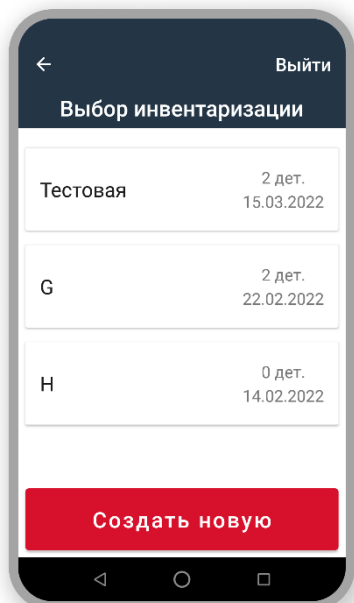 Выйти
Выбор инвентаризации
Тестовая
2 дет.
15.03.2022
G
2 дет.
22.02.2022
H
0 дет.
14.02.2022
Создать новую